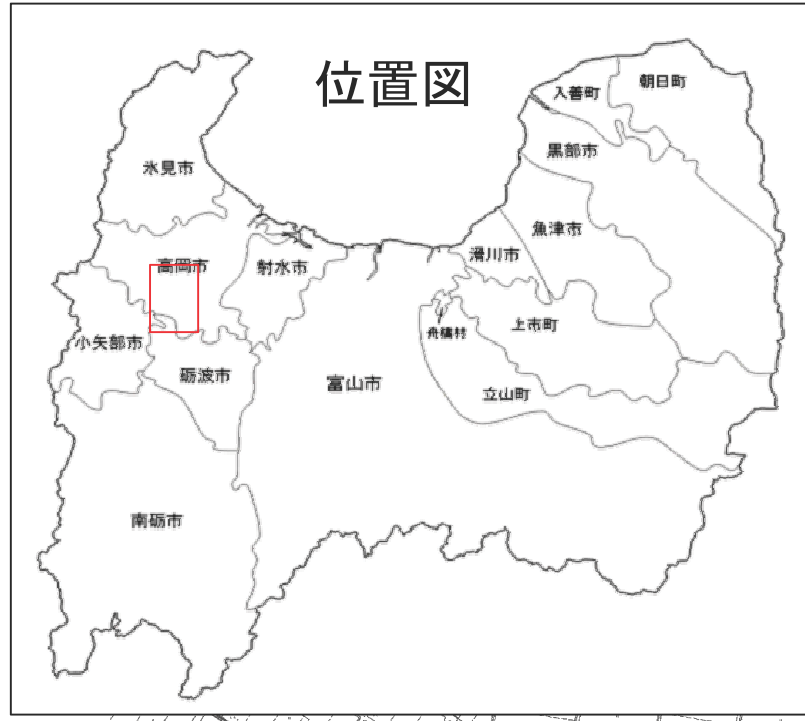 位置図
朝日町
入善町
黒部市
氷見市
魚津市
滑川市
高岡市
射水市
上市町
舟橋村
小矢部市
砺波市
富山市
立山町
南砺市